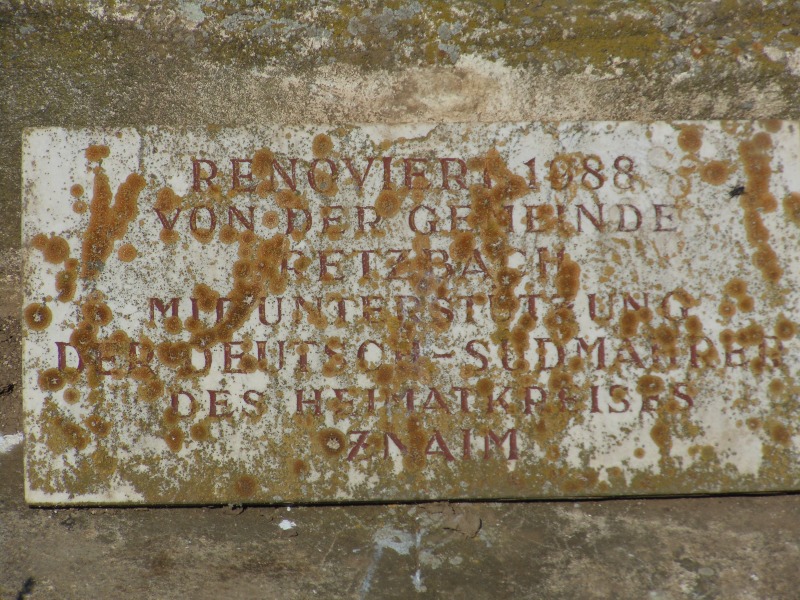 RENOVIERT 1988
VON DER GEMEINDE
RETZBACH
MIT UNTERSTÜTZUNG
DER DEUTSCH-SÜDMÄHRER
DES HEIMATKREISES
ZNAIM